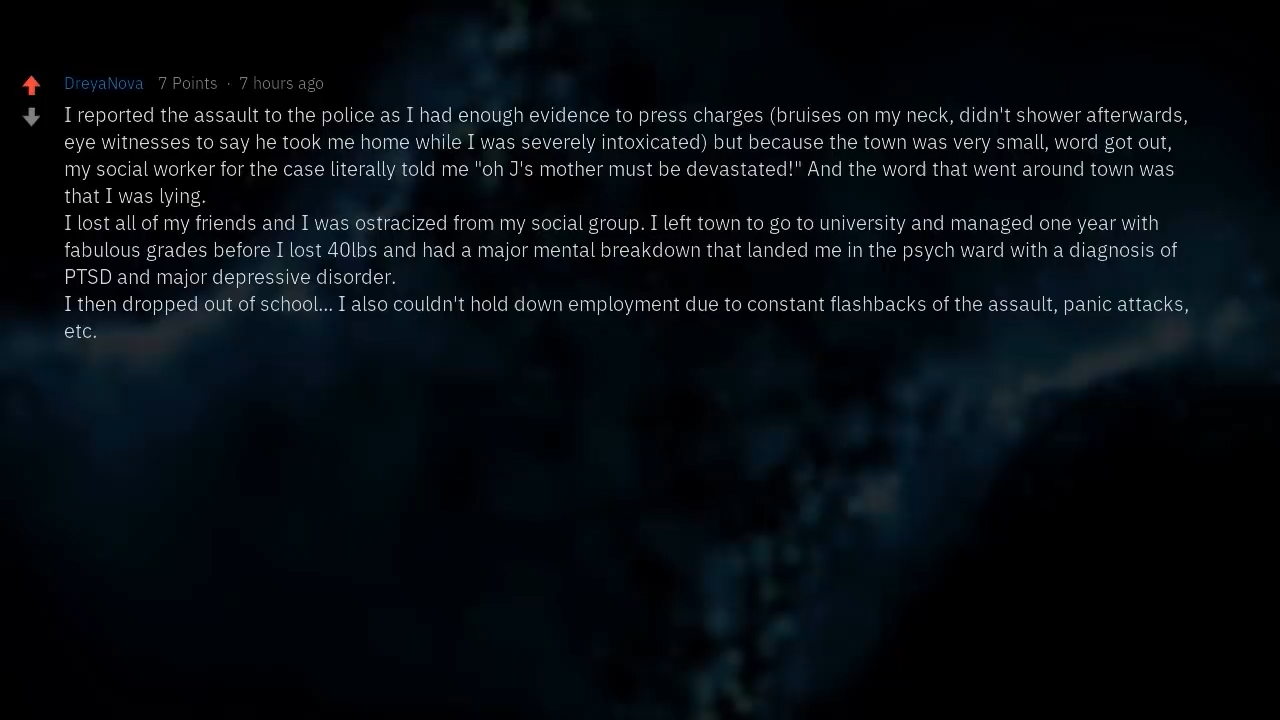 DreyaNova 7 Points · 7 hours ago
I reported the assault to the police as I had enough evidence to press charges (bruises on my neck, didn't shower afterwards,
eye witnesses to say he took me home while I was severely intoxicated) but because the town was very small, word got out,
my social worker for the case literally told me "oh J's mother must be devastated!" And the word that went around town was
that I was lying.
I lost all of my friends and I was ostracized from my social group. I left town to go to university and managed one year with
fabulous grades before I lost 40lbs and had a major mental breakdown that landed me in the psych ward with a diagnosis of
PTSD and major depressive disorder.
I then dropped out of school... I also couldn't hold down employment due to constant flashbacks of the assault, panic attacks,
etc.